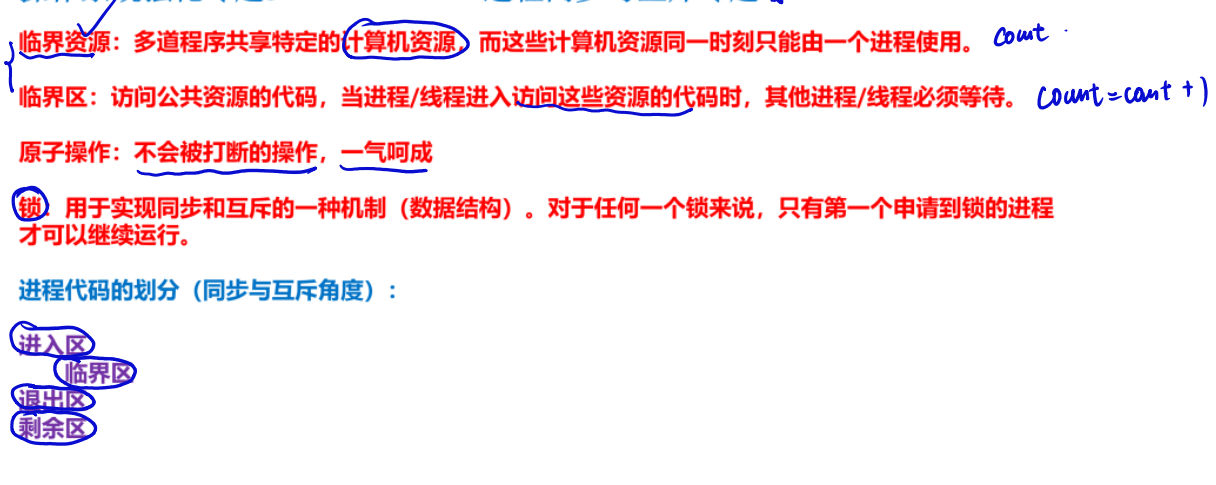 临界资源：多道程序共享特定的计算机资源，而这些计算机资源同一时刻只能由一个进程使用。 count
临界区：访问公共资源的代码，当进程/线程进入访问这些资源的代码时，其他进程/线程必须等待。 count=count+1
原子操作：不会被打断的操作，一气呵成
锁：用于实现同步和互斥的一种机制（数据结构）。对于任何一个锁来说，只有第一个申请到锁的进程
才可以继续运行。
进程代码的划分（同步与互斥角度）：
进入区
临界区
退出区
剩余区